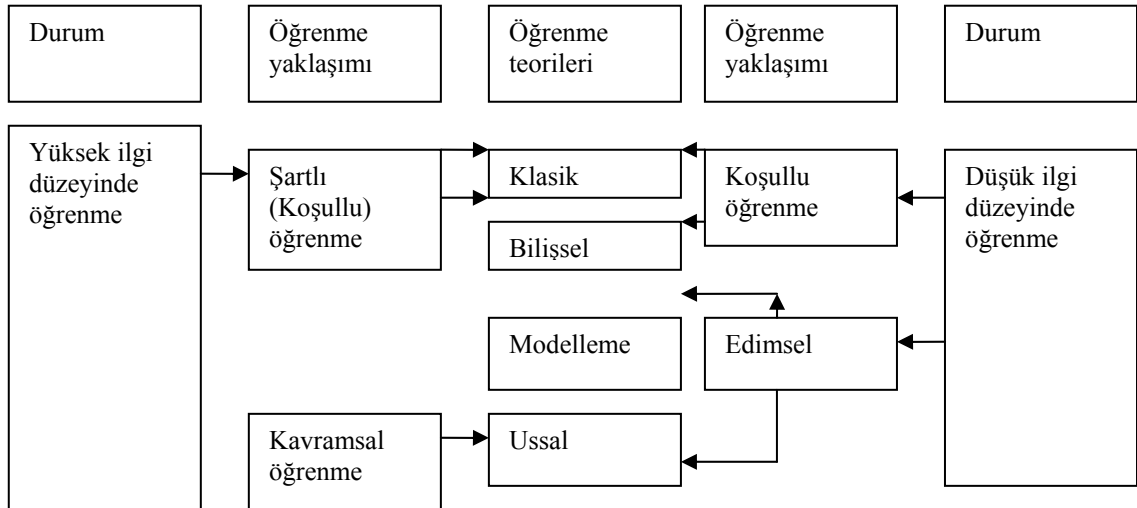 Durum
Öğrenme
yaklaşımı
Öğrenme
teorileri
Öğrenme
yaklaşımı
Durum
Yüksek ilgi
düzeyinde
öğrenme
Şartlı
(Koşullu)
öğrenme
Klasik
Bilişsel
Koşullu
öğrenme
Düşük ilgi
düzeyinde
öğrenme
Modelleme
Edimsel
Kavramsal
öğrenme
Ussal